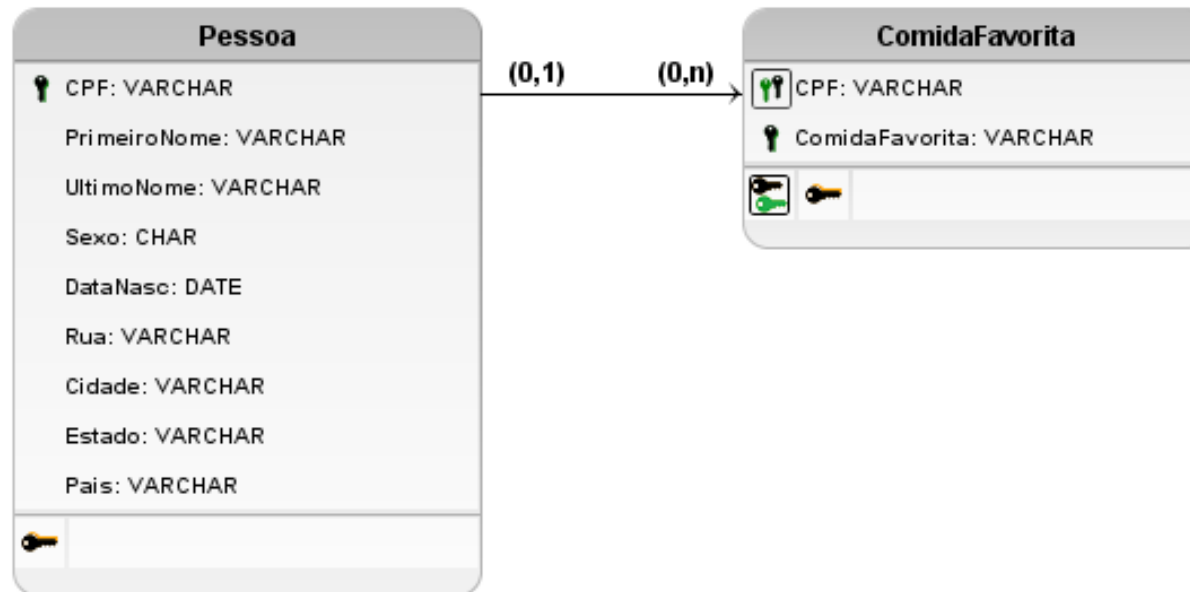 Pessoa
CPF: VARCHAR
PrimeiroNome: VARCHAR
UltimoNome: VARCHAR
Sexo: CHAR
DataNasc: DATE
Rua: VARCHAR
Cidade: VARCHAR
Estado: VARCHAR
Pais: VARCHAR
(0,1) (0,n)
ComidaFavorita
CPF: VARCHAR
ComidaFavorita: VARCHAR